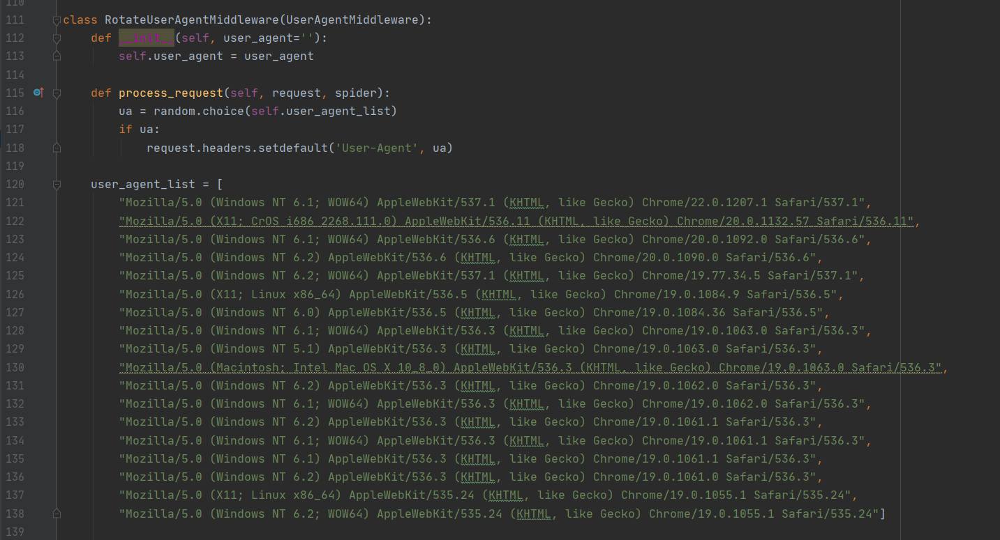 110
111 class RotateUserAgentMiddleware(UserAgentMiddleware):
112 def __init__(self, user_agent=''):
113 self.user_agent = user_agent
114
115 def process_request(self, request, spider):
116 ua = random.choice(self.user_agent_list)
117 if ua:
118 request.headers.setdefault('User-Agent', ua)
119
120 user_agent_list = [
121 "Mozilla/5.0 (Windows NT 6.1; WOW64) AppleWebKit/537.1 (KHTML, like Gecko) Chrome/22.0.1207.1 Safari/537.1",
122 "Mozilla/5.0 (X11; CrOS i686 2268.111.0) AppleWebKit/536.11 (KHTML, like Gecko) Chrome/20.0.1132.57 Safari/536.11",
123 "Mozilla/5.0 (Windows NT 6.1; WOW64) AppleWebKit/536.6 (KHTML, like Gecko) Chrome/20.0.1092.0 Safari/536.6",
124 "Mozilla/5.0 (Windows NT 6.2) AppleWebKit/536.6 (KHTML, like Gecko) Chrome/20.0.1090.0 Safari/536.6",
125 "Mozilla/5.0 (Windows NT 6.2; WOW64) AppleWebKit/537.1 (KHTML, like Gecko) Chrome/19.77.34.5 Safari/537.1",
126 "Mozilla/5.0 (X11; Linux x86_64) AppleWebKit/536.5 (KHTML, like Gecko) Chrome/19.0.1084.9 Safari/536.5",
127 "Mozilla/5.0 (Windows NT 6.0) AppleWebKit/536.5 (KHTML, like Gecko) Chrome/19.0.1084.36 Safari/536.5",
128 "Mozilla/5.0 (Windows NT 6.1; WOW64) AppleWebKit/536.3 (KHTML, like Gecko) Chrome/19.0.1063.0 Safari/536.3",
129 "Mozilla/5.0 (Windows NT 5.1) AppleWebKit/536.3 (KHTML, like Gecko) Chrome/19.0.1063.0 Safari/536.3",
130 "Mozilla/5.0 (Macintosh; Intel Mac OS X 10_8_0) AppleWebKit/536.3 (KHTML, like Gecko) Chrome/19.0.1063.0 Safari/536.3",
131 "Mozilla/5.0 (Windows NT 6.2) AppleWebKit/536.3 (KHTML, like Gecko) Chrome/19.0.1062.0 Safari/536.3",
132 "Mozilla/5.0 (Windows NT 6.1; WOW64) AppleWebKit/536.3 (KHTML, like Gecko) Chrome/19.0.1062.0 Safari/536.3",
133 "Mozilla/5.0 (Windows NT 6.2) AppleWebKit/536.3 (KHTML, like Gecko) Chrome/19.0.1061.1 Safari/536.3",
134 "Mozilla/5.0 (Windows NT 6.1; WOW64) AppleWebKit/536.3 (KHTML, like Gecko) Chrome/19.0.1061.1 Safari/536.3",
135 "Mozilla/5.0 (Windows NT 6.1) AppleWebKit/536.3 (KHTML, like Gecko) Chrome/19.0.1061.1 Safari/536.3",
136 "Mozilla/5.0 (Windows NT 6.2) AppleWebKit/536.3 (KHTML, like Gecko) Chrome/19.0.1061.0 Safari/536.3",
137 "Mozilla/5.0 (X11; Linux x86_64) AppleWebKit/535.24 (KHTML, like Gecko) Chrome/19.0.1055.1 Safari/535.24",
138 "Mozilla/5.0 (Windows NT 6.2; WOW64) AppleWebKit/535.24 (KHTML, like Gecko) Chrome/19.0.1055.1 Safari/535.24"]
139